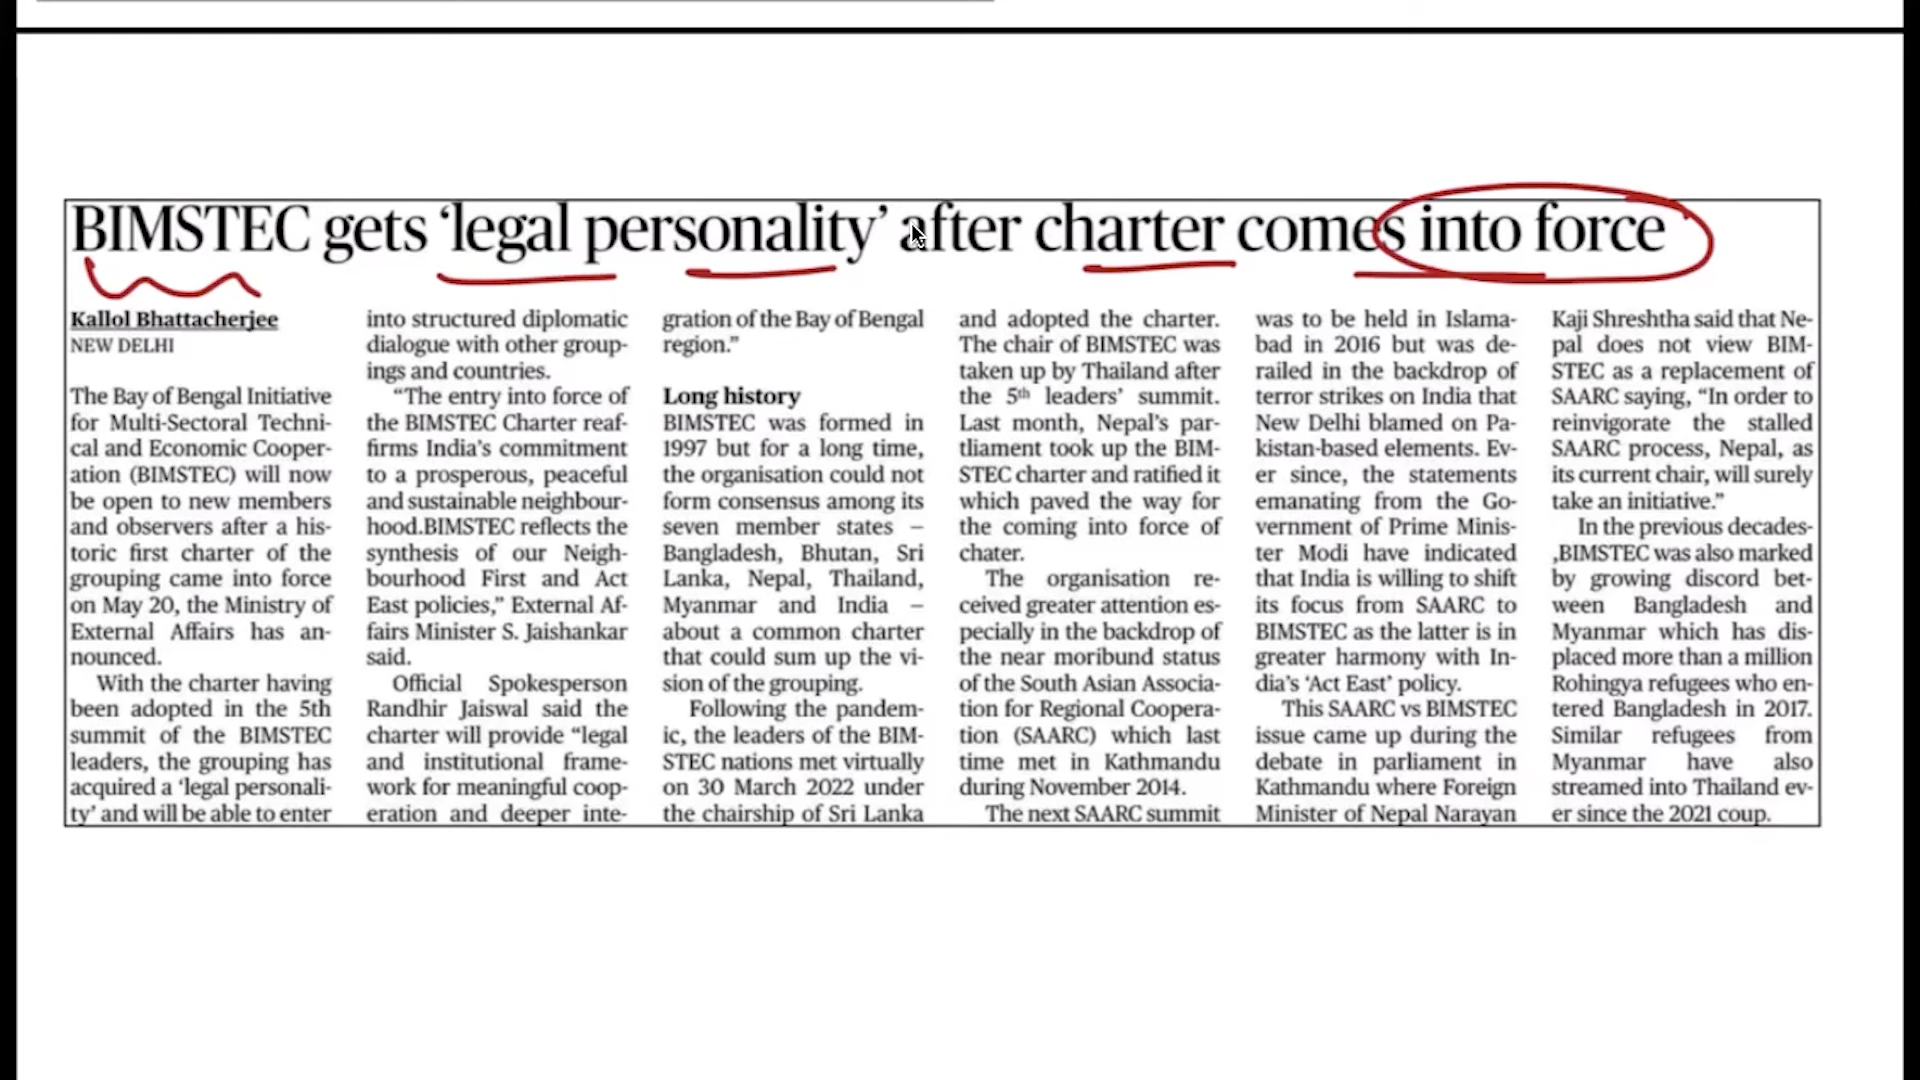 BIMSTEC gets ‘legal personality’ after charter comes into force
Kallol Bhattacherjee
NEW DELHI
The Bay of Bengal Initiative
for Multi-Sectoral Techni-
cal and Economic Cooper-
ation (BIMSTEC) will now
be open to new members
and observers after a his-
toric first charter of the
grouping came into force
on May 20, the Ministry of
External Affairs has an-
nounced.
With the charter having
been adopted in the 5th
summit of the BIMSTEC
leaders, the grouping has
acquired a ‘legal personali-
ty’ and will be able to enter
into structured diplomatic
dialogue with other group-
ings and countries.
“The entry into force of
the BIMSTEC Charter reaf-
firms India’s commitment
to a prosperous, peaceful
and sustainable neighbour-
hood.BIMSTEC reflects the
synthesis of our Neigh-
bourhood First and Act
East policies,” External Af-
fairs Minister S. Jaishankar
said.
Official Spokesperson
Randhir Jaiswal said the
charter will provide “legal
and institutional frame-
work for meaningful coop-
eration and deeper inte-
gration of the Bay of Bengal
region.”
Long history
BIMSTEC was formed in
1997 but for a long time,
the organisation could not
form consensus among its
seven member states –
Bangladesh, Bhutan, Sri
Lanka, Nepal, Thailand,
Myanmar and India –
about a common charter
that could sum up the vi-
sion of the grouping.
Following the pandem-
ic, the leaders of the BIM-
STEC nations met virtually
on 30 March 2022 under
the chairship of Sri Lanka
and adopted the charter.
The chair of BIMSTEC was
taken up by Thailand after
the 5th leaders’ summit.
Last month, Nepal’s par-
tliament took up the BIM-
STEC charter and ratified it
which paved the way for
the coming into force of
chater.
The organisation re-
ceived greater attention es-
pecially in the backdrop of
the near moribund status
of the South Asian Associa-
tion for Regional Coopera-
tion (SAARC) which last
time met in Kathmandu
during November 2014.
The next SAARC summit
was to be held in Islama-
bad in 2016 but was de-
railed in the backdrop of
terror strikes on India that
New Delhi blamed on Pa-
kistan-based elements. Ev-
er since, the statements
emanating from the Go-
vernment of Prime Minis-
ter Modi have indicated
that India is willing to shift
its focus from SAARC to
BIMSTEC as the latter is in
greater harmony with In-
dia’s ‘Act East’ policy.
This SAARC vs BIMSTEC
issue came up during the
debate in parliament in
Kathmandu where Foreign
Minister of Nepal Narayan
Kaji Shreshtha said that Ne-
pal does not view BIM-
STEC as a replacement of
SAARC saying, “In order to
reinvigorate the stalled
SAARC process, Nepal, as
its current chair, will surely
take an initiative.”
In the previous decades-
,BIMSTEC was also marked
by growing discord bet-
ween Bangladesh and
Myanmar which has dis-
placed more than a million
Rohingya refugees who en-
tered Bangladesh in 2017.
Similar refugees from
Myanmar have also
streamed into Thailand ev-
er since the 2021 coup.